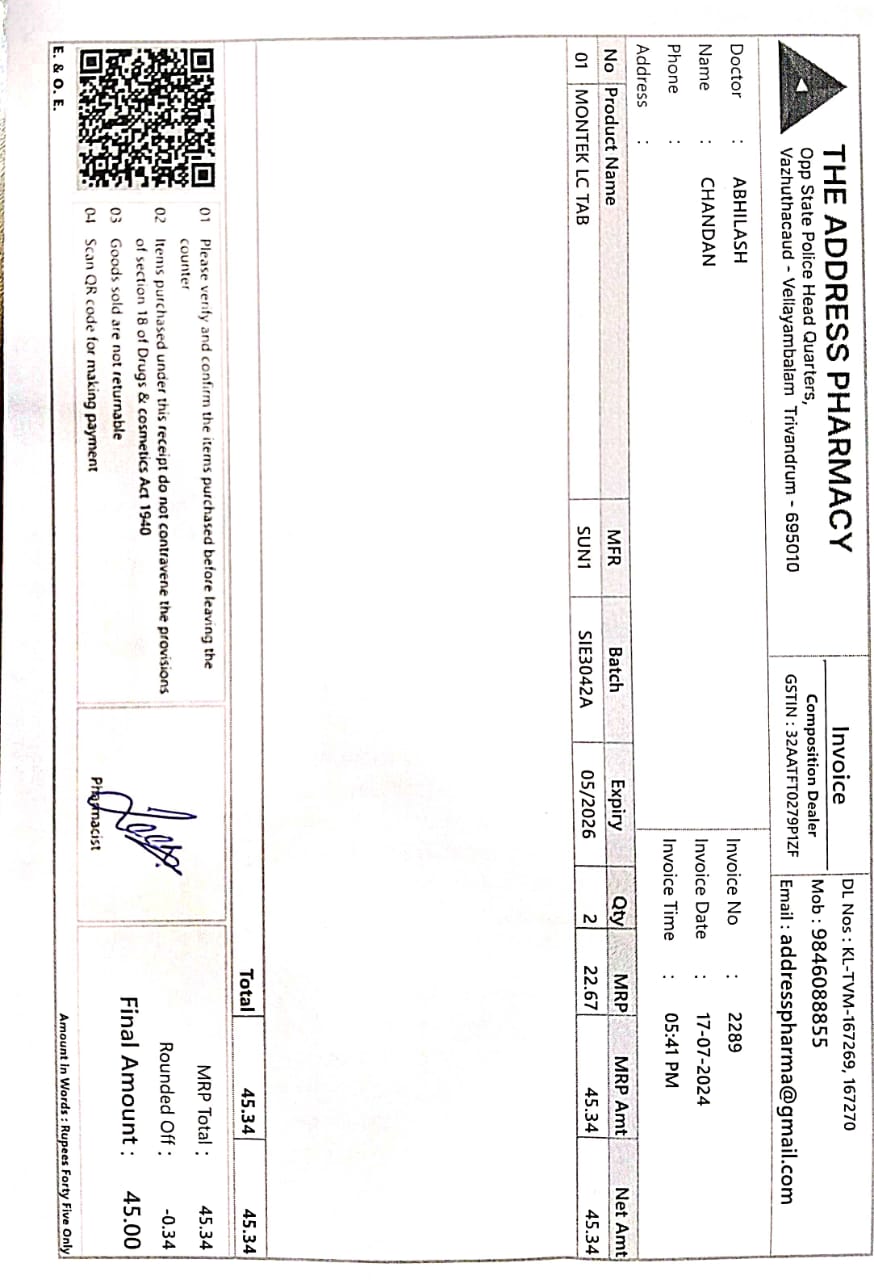 THE ADDRESS PHARMACY
Opp State Police Head Quarters,
Vazhuthacaud - Vellayambalam Trivandrum - 695010
Invoice
Composition Dealer
GSTIN : 32AATFT0279P1ZF
DL Nos : KL-TVM-167269, 167270
Mob : 9846088855
Email : addresspharma@gmail.com
Doctor : ABHILASH
Name : CHANDAN
Phone :
Address :
Invoice No : 2289
Invoice Date : 17-07-2024
Invoice Time : 05:41 PM
No Product Name MFR Batch Expiry Qty MRP MRP Amt Net Amt
01 MONTEK LC TAB SUN1 SIE3042A 05/2026 2 22.67 45.34 45.34
Total 45.34 45.34
01 Please verify and confirm the items purchased before leaving the
counter
02 Items purchased under this receipt do not contravene the provisions
of section 18 of Drugs & cosmetics Act 1940
03 Goods sold are not returnable
04 Scan QR code for making payment
Pharmacist
MRP Total : 45.34
Rounded Off : -0.34
Final Amount : 45.00
E. & O. E.
Amount In Words : Rupees Forty Five Only